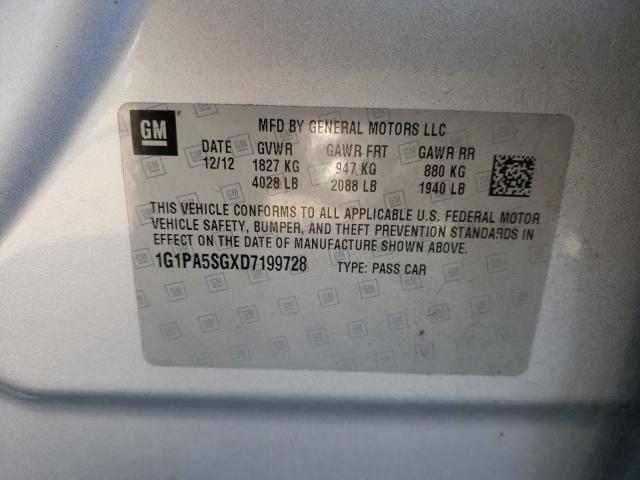 GM
MFD BY GENERAL MOTORS LLC
DATE GVWR GAWR FRT GAWR RR
12/12 1827 KG 947 KG 880 KG
4028 LB 2088 LB 1940 LB
THIS VEHICLE CONFORMS TO ALL APPLICABLE U.S. FEDERAL MOTOR
VEHICLE SAFETY, BUMPER, AND THEFT PREVENTION STANDARDS IN
EFFECT ON THE DATE OF MANUFACTURE SHOWN ABOVE.
1G1PA5SGXD7199728 TYPE: PASS CAR